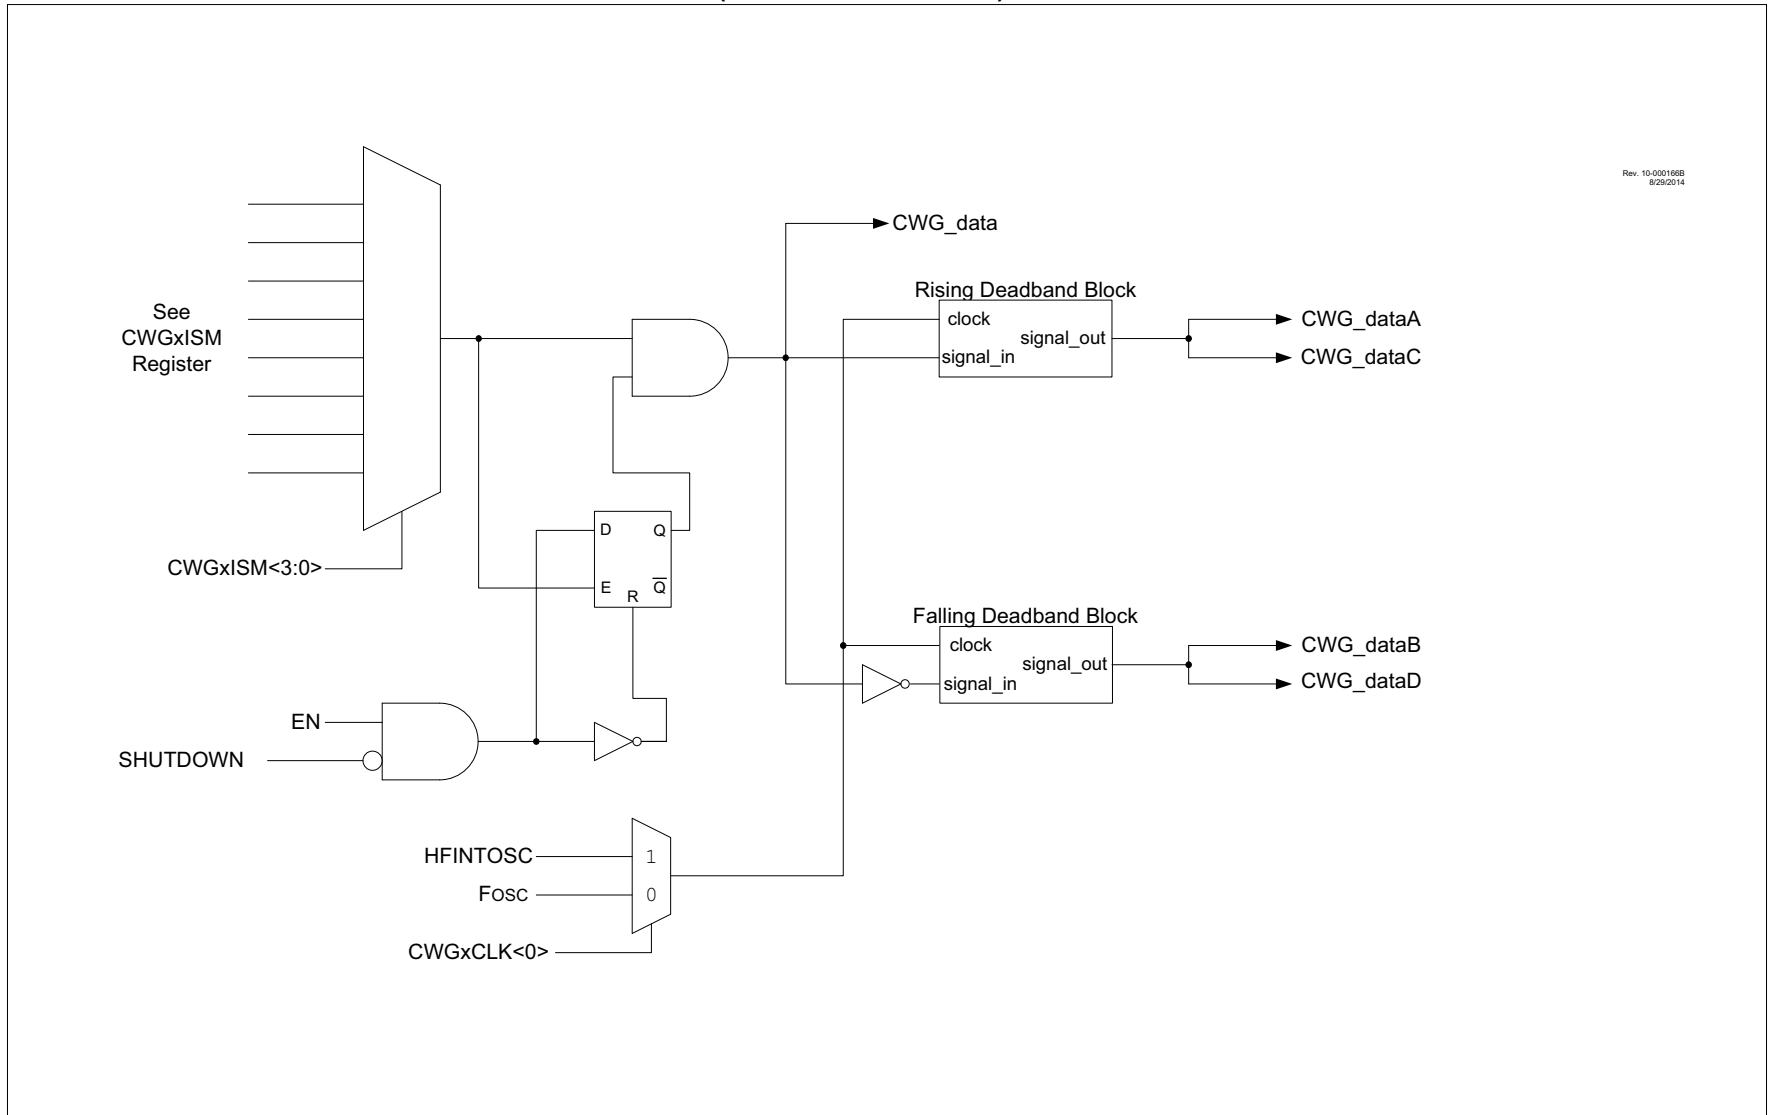 Rev. 10-000166B
8/29/2014
CWG_data
See
CWGxISM
Register
Rising Deadband Block
clock
signal_out
signal_in
CWG_dataA
CWG_dataC
CWGxISM<3:0>
D
Q
E
R
Q̅
Falling Deadband Block
clock
signal_out
signal_in
CWG_dataB
CWG_dataD
EN
SHUTDOWN
HFINTOSC
1
FOSC
0
CWGxCLK<0>